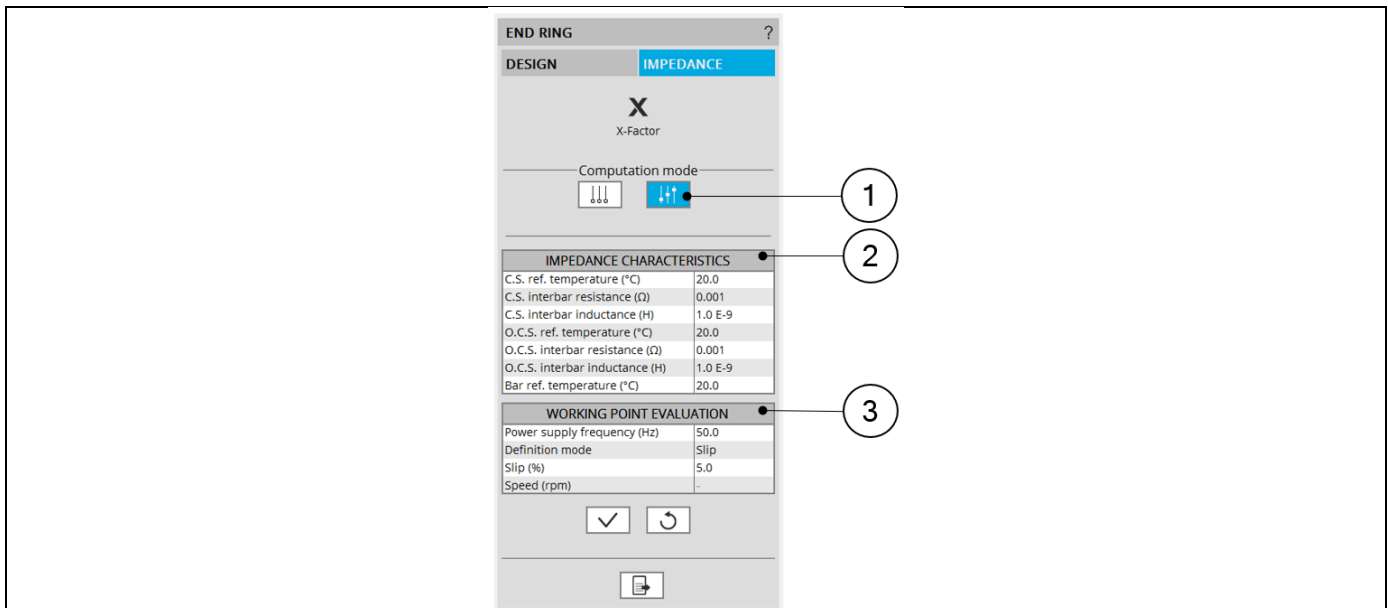 END RING ?
DESIGN IMPEDANCE
X
X-Factor
Computation mode
1
2
IMPEDANCE CHARACTERISTICS
C.S. ref. temperature (°C) 20.0
C.S. interbar resistance (Ω) 0.001
C.S. interbar inductance (H) 1.0 E-9
O.C.S. ref. temperature (°C) 20.0
O.C.S. interbar resistance (Ω) 0.001
O.C.S. interbar inductance (H) 1.0 E-9
Bar ref. temperature (°C) 20.0
3
WORKING POINT EVALUATION
Power supply frequency (Hz) 50.0
Definition mode Slip
Slip (%) 5.0
Speed (rpm) -